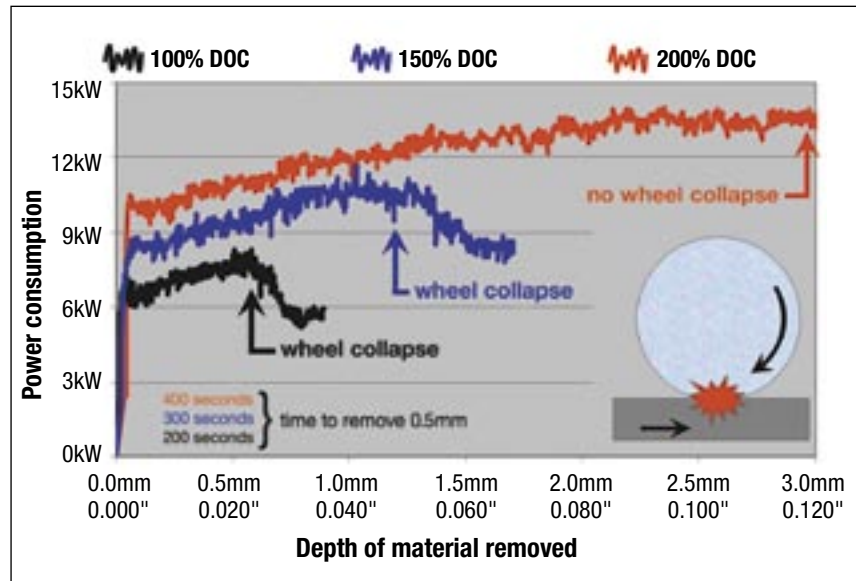 100% DOC 150% DOC 200% DOC
15kW
12kW
9kW
6kW
3kW
0kW
Power consumption
no wheel collapse
wheel collapse
wheel collapse
400 seconds
300 seconds
200 seconds
time to remove 0.5mm
0.0mm 0.5mm 1.0mm 1.5mm 2.0mm 2.5mm 3.0mm
0.000" 0.020" 0.040" 0.060" 0.080" 0.100" 0.120"
Depth of material removed